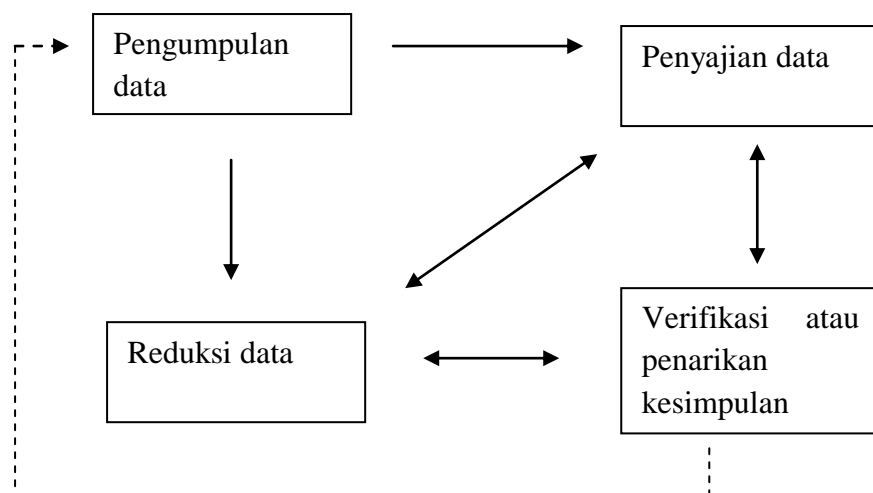 Pengumpulan
data
Penyajian data
Reduksi data
Verifikasi atau
penarikan
kesimpulan